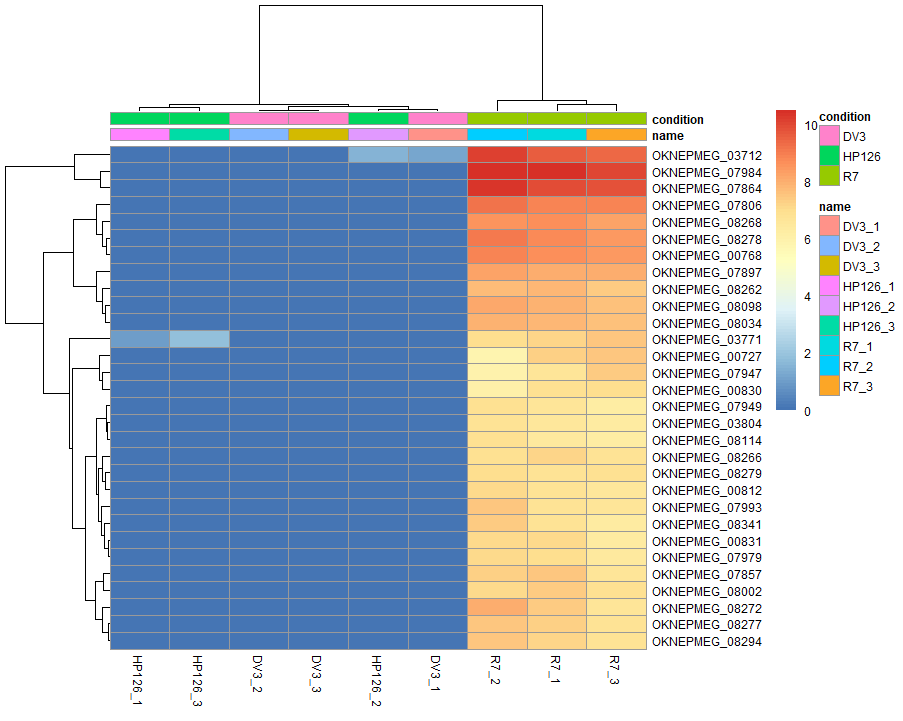 condition
name
OKNEPMEG_03712
OKNEPMEG_07984
OKNEPMEG_07864
OKNEPMEG_07806
OKNEPMEG_08268
OKNEPMEG_08278
OKNEPMEG_00768
OKNEPMEG_07897
OKNEPMEG_08262
OKNEPMEG_08098
OKNEPMEG_08034
OKNEPMEG_03771
OKNEPMEG_00727
OKNEPMEG_07947
OKNEPMEG_00830
OKNEPMEG_07949
OKNEPMEG_03804
OKNEPMEG_08114
OKNEPMEG_08266
OKNEPMEG_08279
OKNEPMEG_00812
OKNEPMEG_07993
OKNEPMEG_08341
OKNEPMEG_00831
OKNEPMEG_07979
OKNEPMEG_07857
OKNEPMEG_08002
OKNEPMEG_08272
OKNEPMEG_08277
OKNEPMEG_08294
HP126_1
HP126_3
DV3_2
DV3_3
HP126_2
DV3_1
R7_2
R7_1
R7_3
10
8
6
4
2
0
condition
DV3
HP126
R7
name
DV3_1
DV3_2
DV3_3
HP126_1
HP126_2
HP126_3
R7_1
R7_2
R7_3